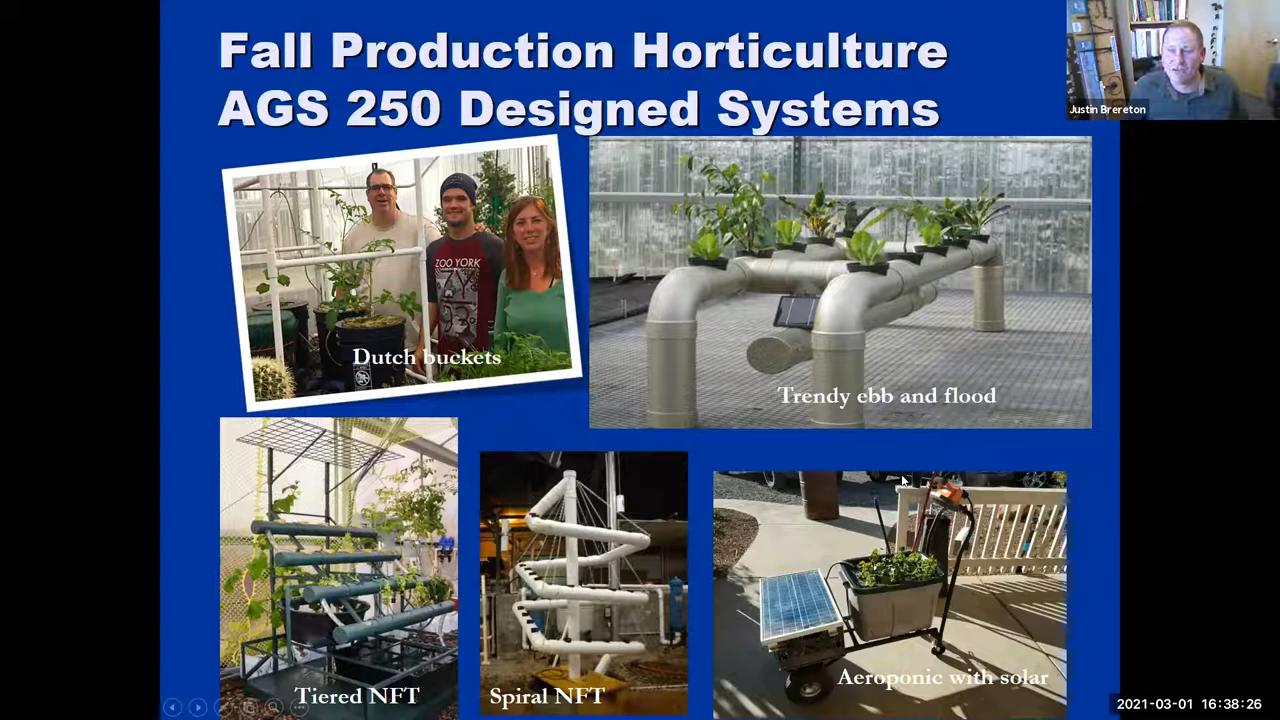 Fall Production Horticulture
AGS 250 Designed Systems
Justin Brereton
ZOO YORK
Dutch buckets
Trendy ebb and flood
Tiered NFT
Spiral NFT
Aeroponic with solar
2021-03-01 16:38:26